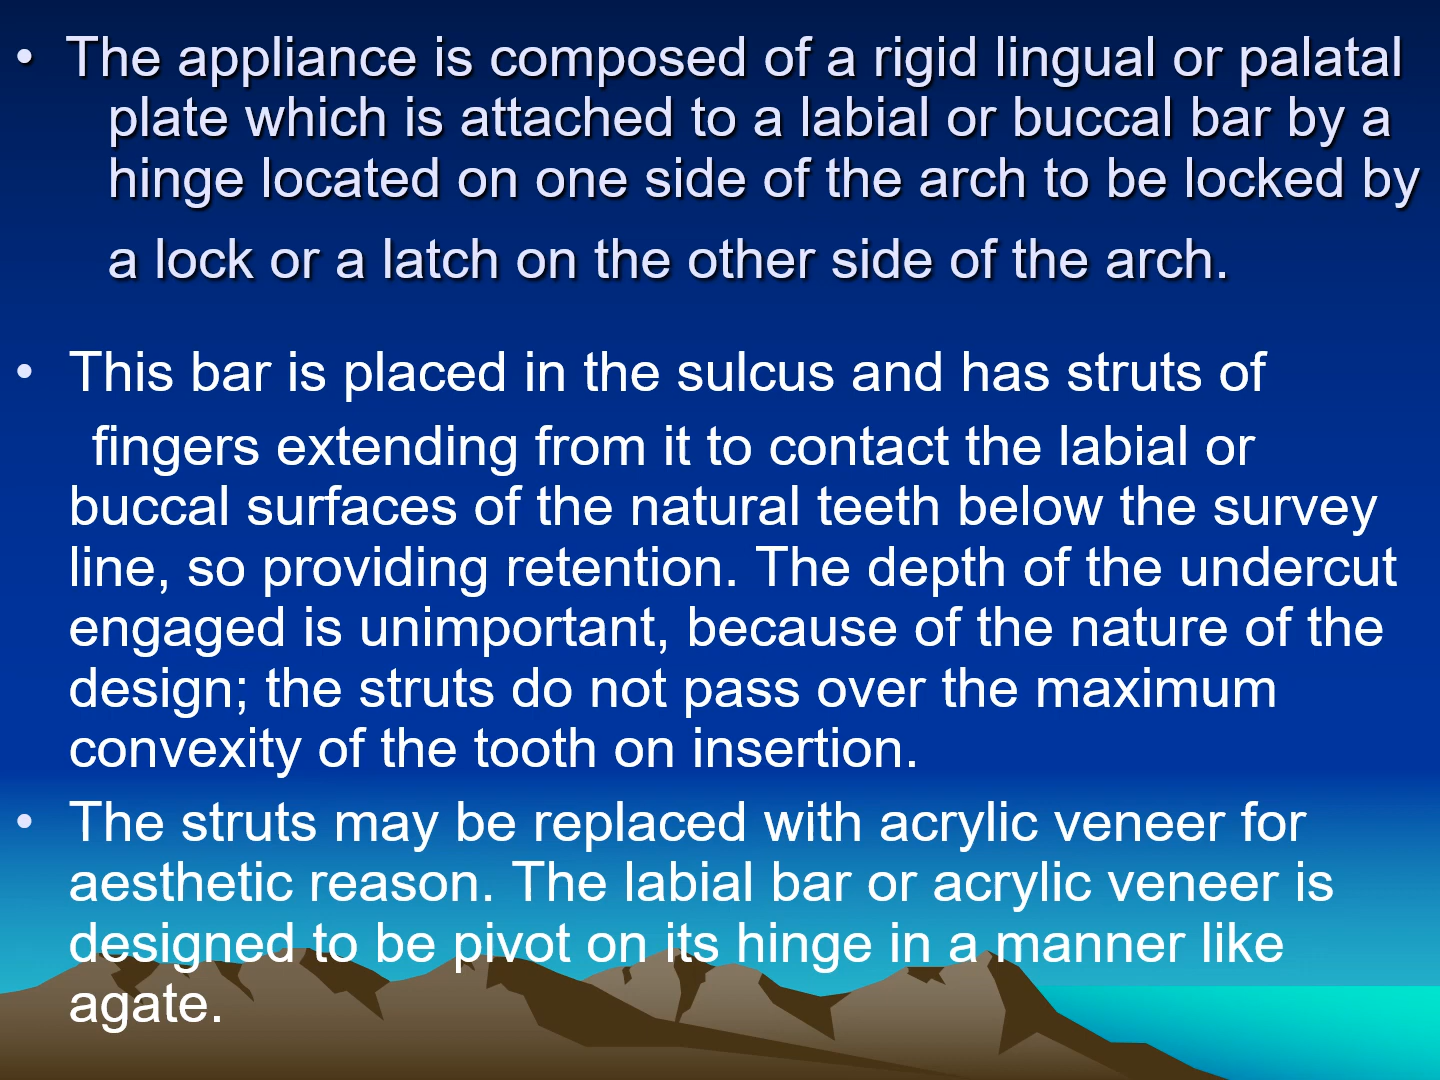 • The appliance is composed of a rigid lingual or palatal
plate which is attached to a labial or buccal bar by a
hinge located on one side of the arch to be locked by
a lock or a latch on the other side of the arch.
• This bar is placed in the sulcus and has struts of
fingers extending from it to contact the labial or
buccal surfaces of the natural teeth below the survey
line, so providing retention. The depth of the undercut
engaged is unimportant, because of the nature of the
design; the struts do not pass over the maximum
convexity of the tooth on insertion.
• The struts may be replaced with acrylic veneer for
aesthetic reason. The labial bar or acrylic veneer is
designed to be pivot on its hinge in a manner like
agate.